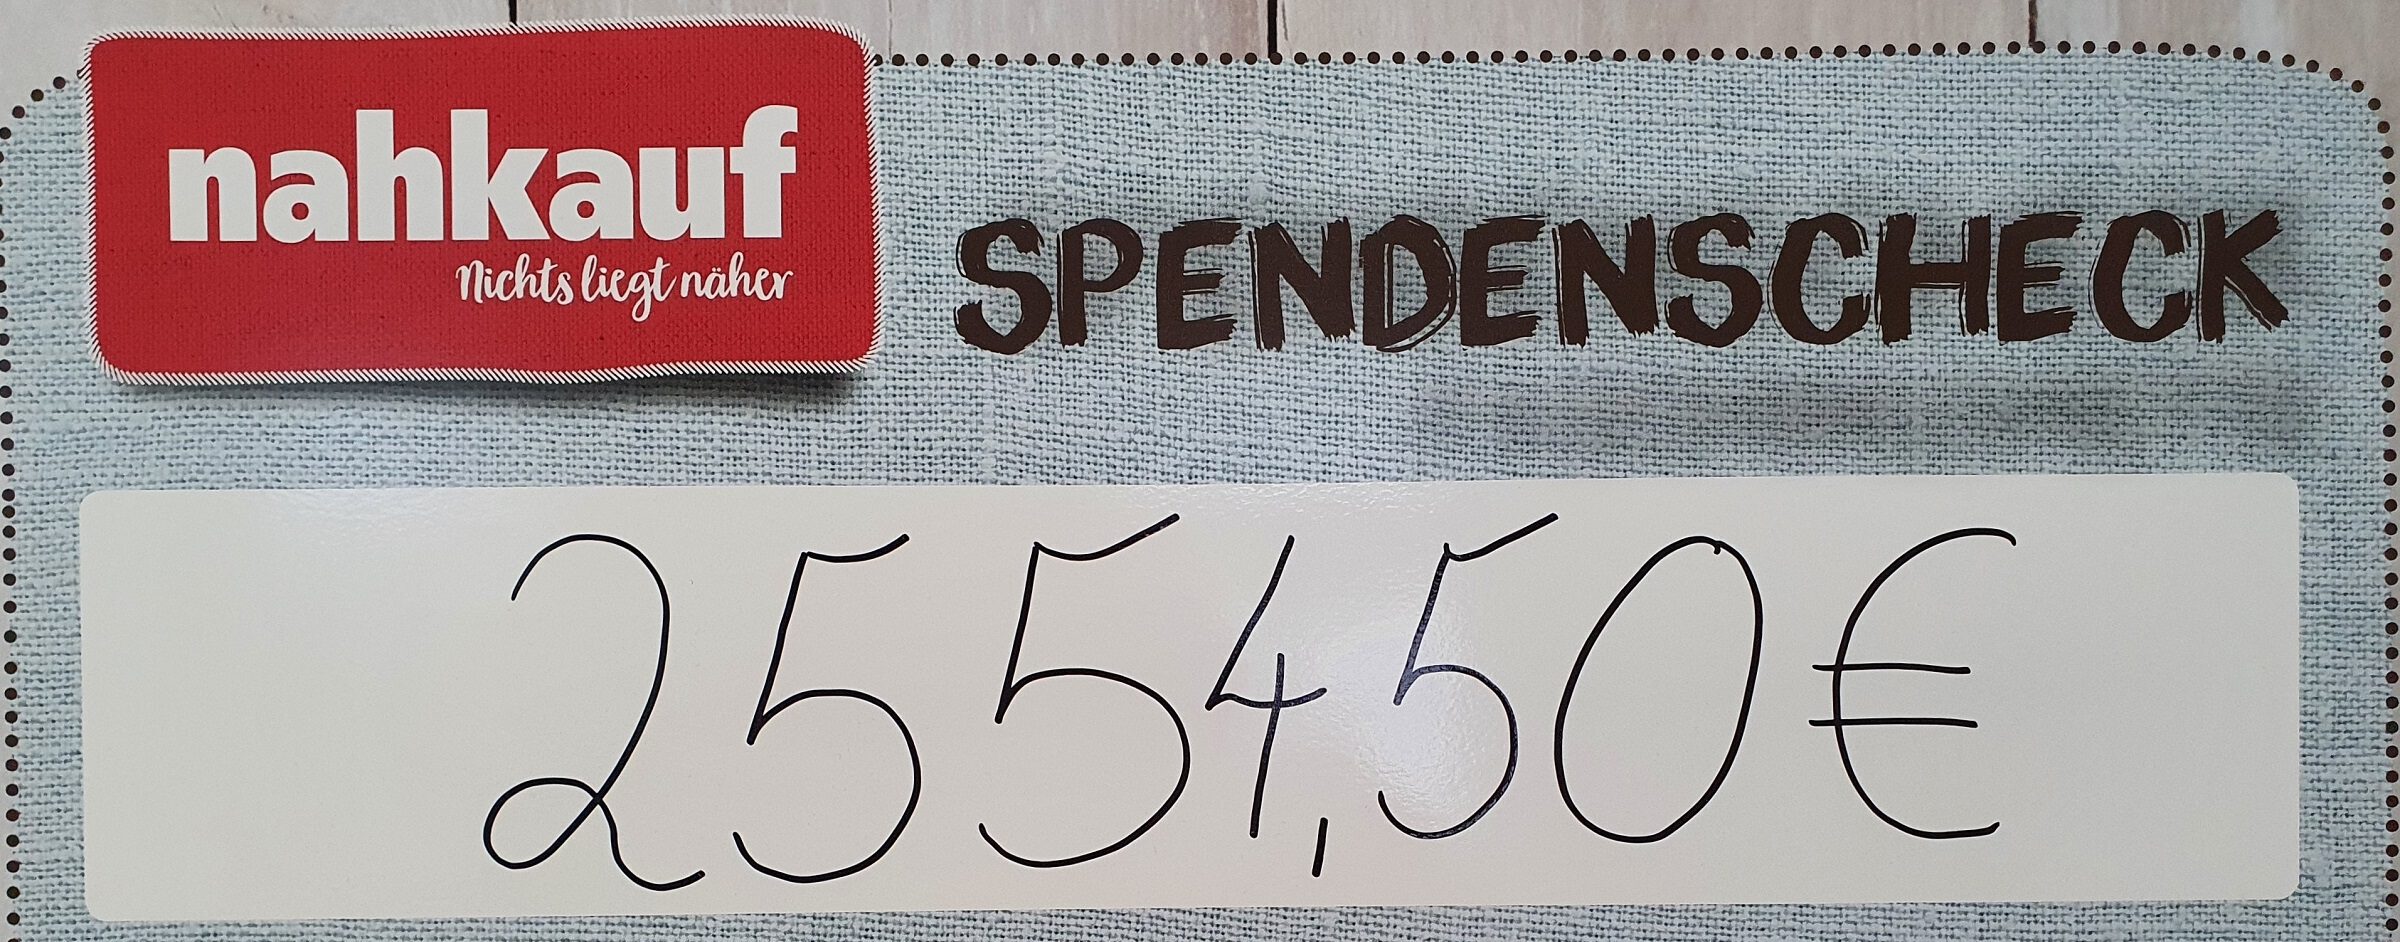 nahkauf
Nichts liegt näher
SPENDENSCHECK
2554,50€